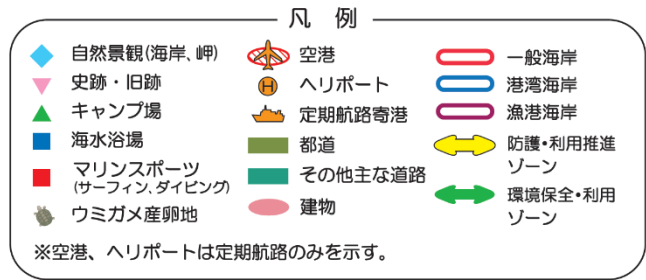 凡 例
自然景観(海岸、岬)
史跡・旧跡
キャンプ場
海水浴場
マリンスポーツ
(サーフィン、ダイビング)
ウミガメ産卵地
空港
H
ヘリポート
定期航路寄港
都道
その他主な道路
建物
一般海岸
港湾海岸
漁港海岸
防護・利用推進
ゾーン
環境保全・利用
ゾーン
※空港、ヘリポートは定期航路のみを示す。